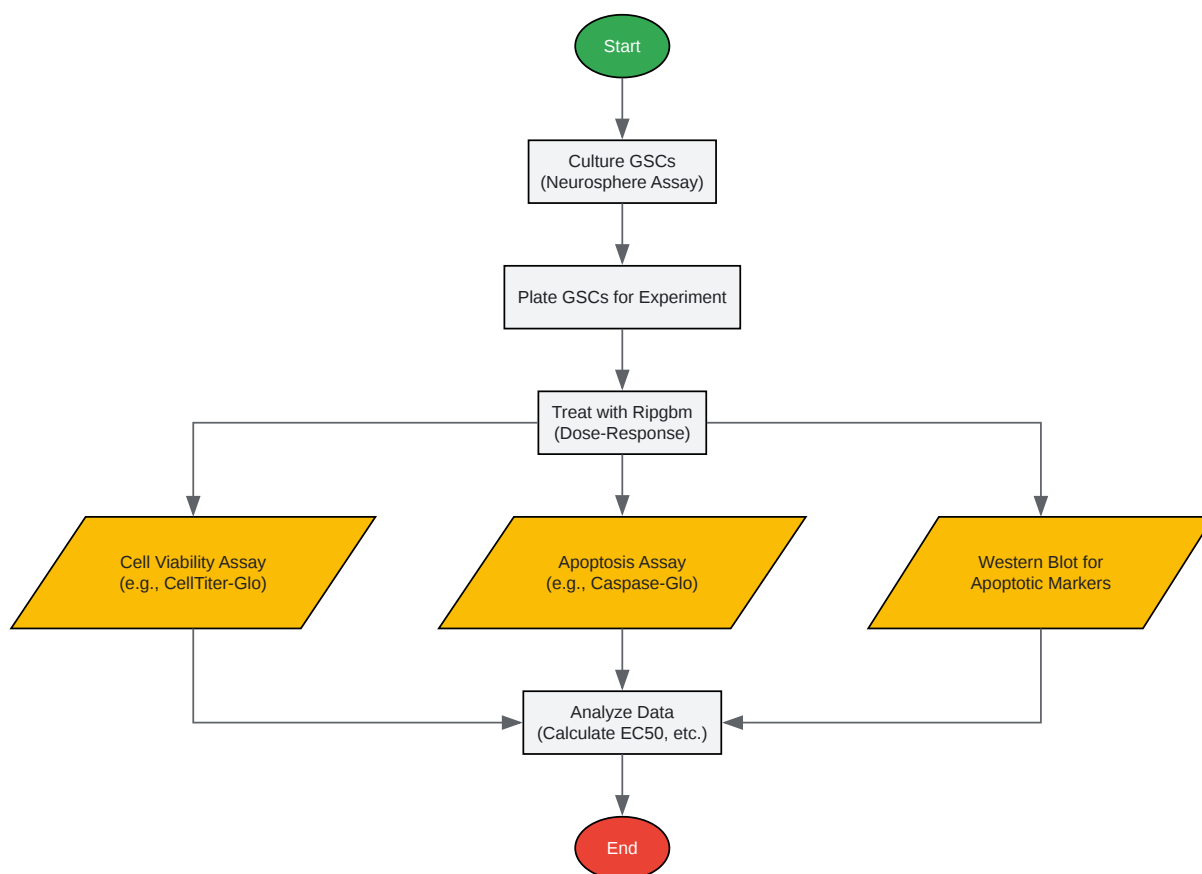 Start
Culture GSCs
(Neurosphere Assay)
Plate GSCs for Experiment
Treat with Ripgbm
(Dose-Response)
Cell Viability Assay
(e.g., CellTiter-Glo)
Apoptosis Assay
(e.g., Caspase-Glo)
Western Blot for
Apoptotic Markers
Analyze Data
(Calculate EC50, etc.)
End